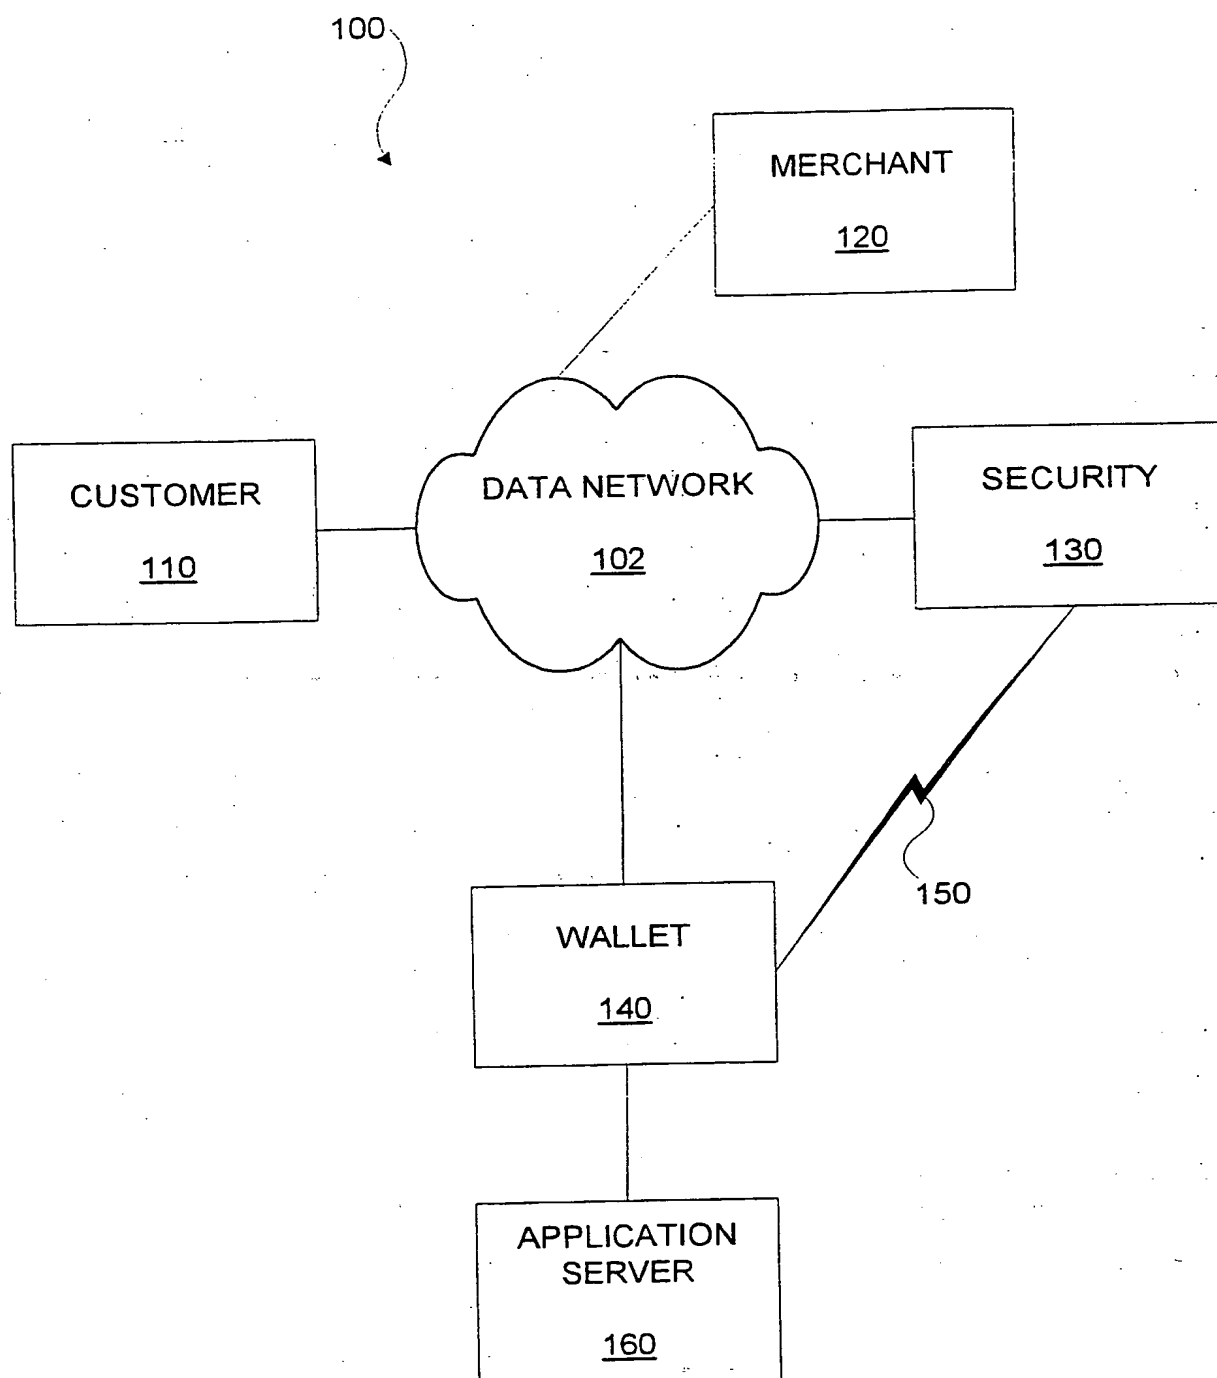 100
MERCHANT
120
CUSTOMER
110
DATA NETWORK
102
SECURITY
130
150
WALLET
140
APPLICATION
SERVER
160